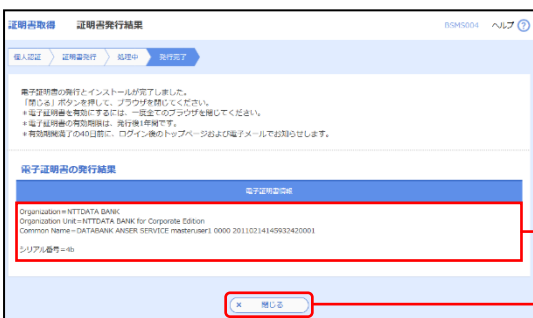 証明書取得 証明書発行結果 BSMS004 ヘルプ ?
個人認証 証明書発行 処理中 発行完了
電子証明書の発行とインストールが完了しました。
「閉じる」ボタンを押して、ブラウザを閉じてください。
＊電子証明書を有効にするには、一度全てのブラウザを閉じてください。
＊電子証明書の有効期限は、発行後1年間です。
＊有効期間満了の40日前に、ログイン後のトップページおよび電子メールでお知らせします。
電子証明書の発行結果
電子証明書情報
Organization=NTTDATA BANK
Organization Unit=NTTDATA BANK for Corporate Edition
Common Name=DATABANK ANSER SERVICE masteruser1 0000 20110214145932420001
シリアル番号=4b
× 閉じる